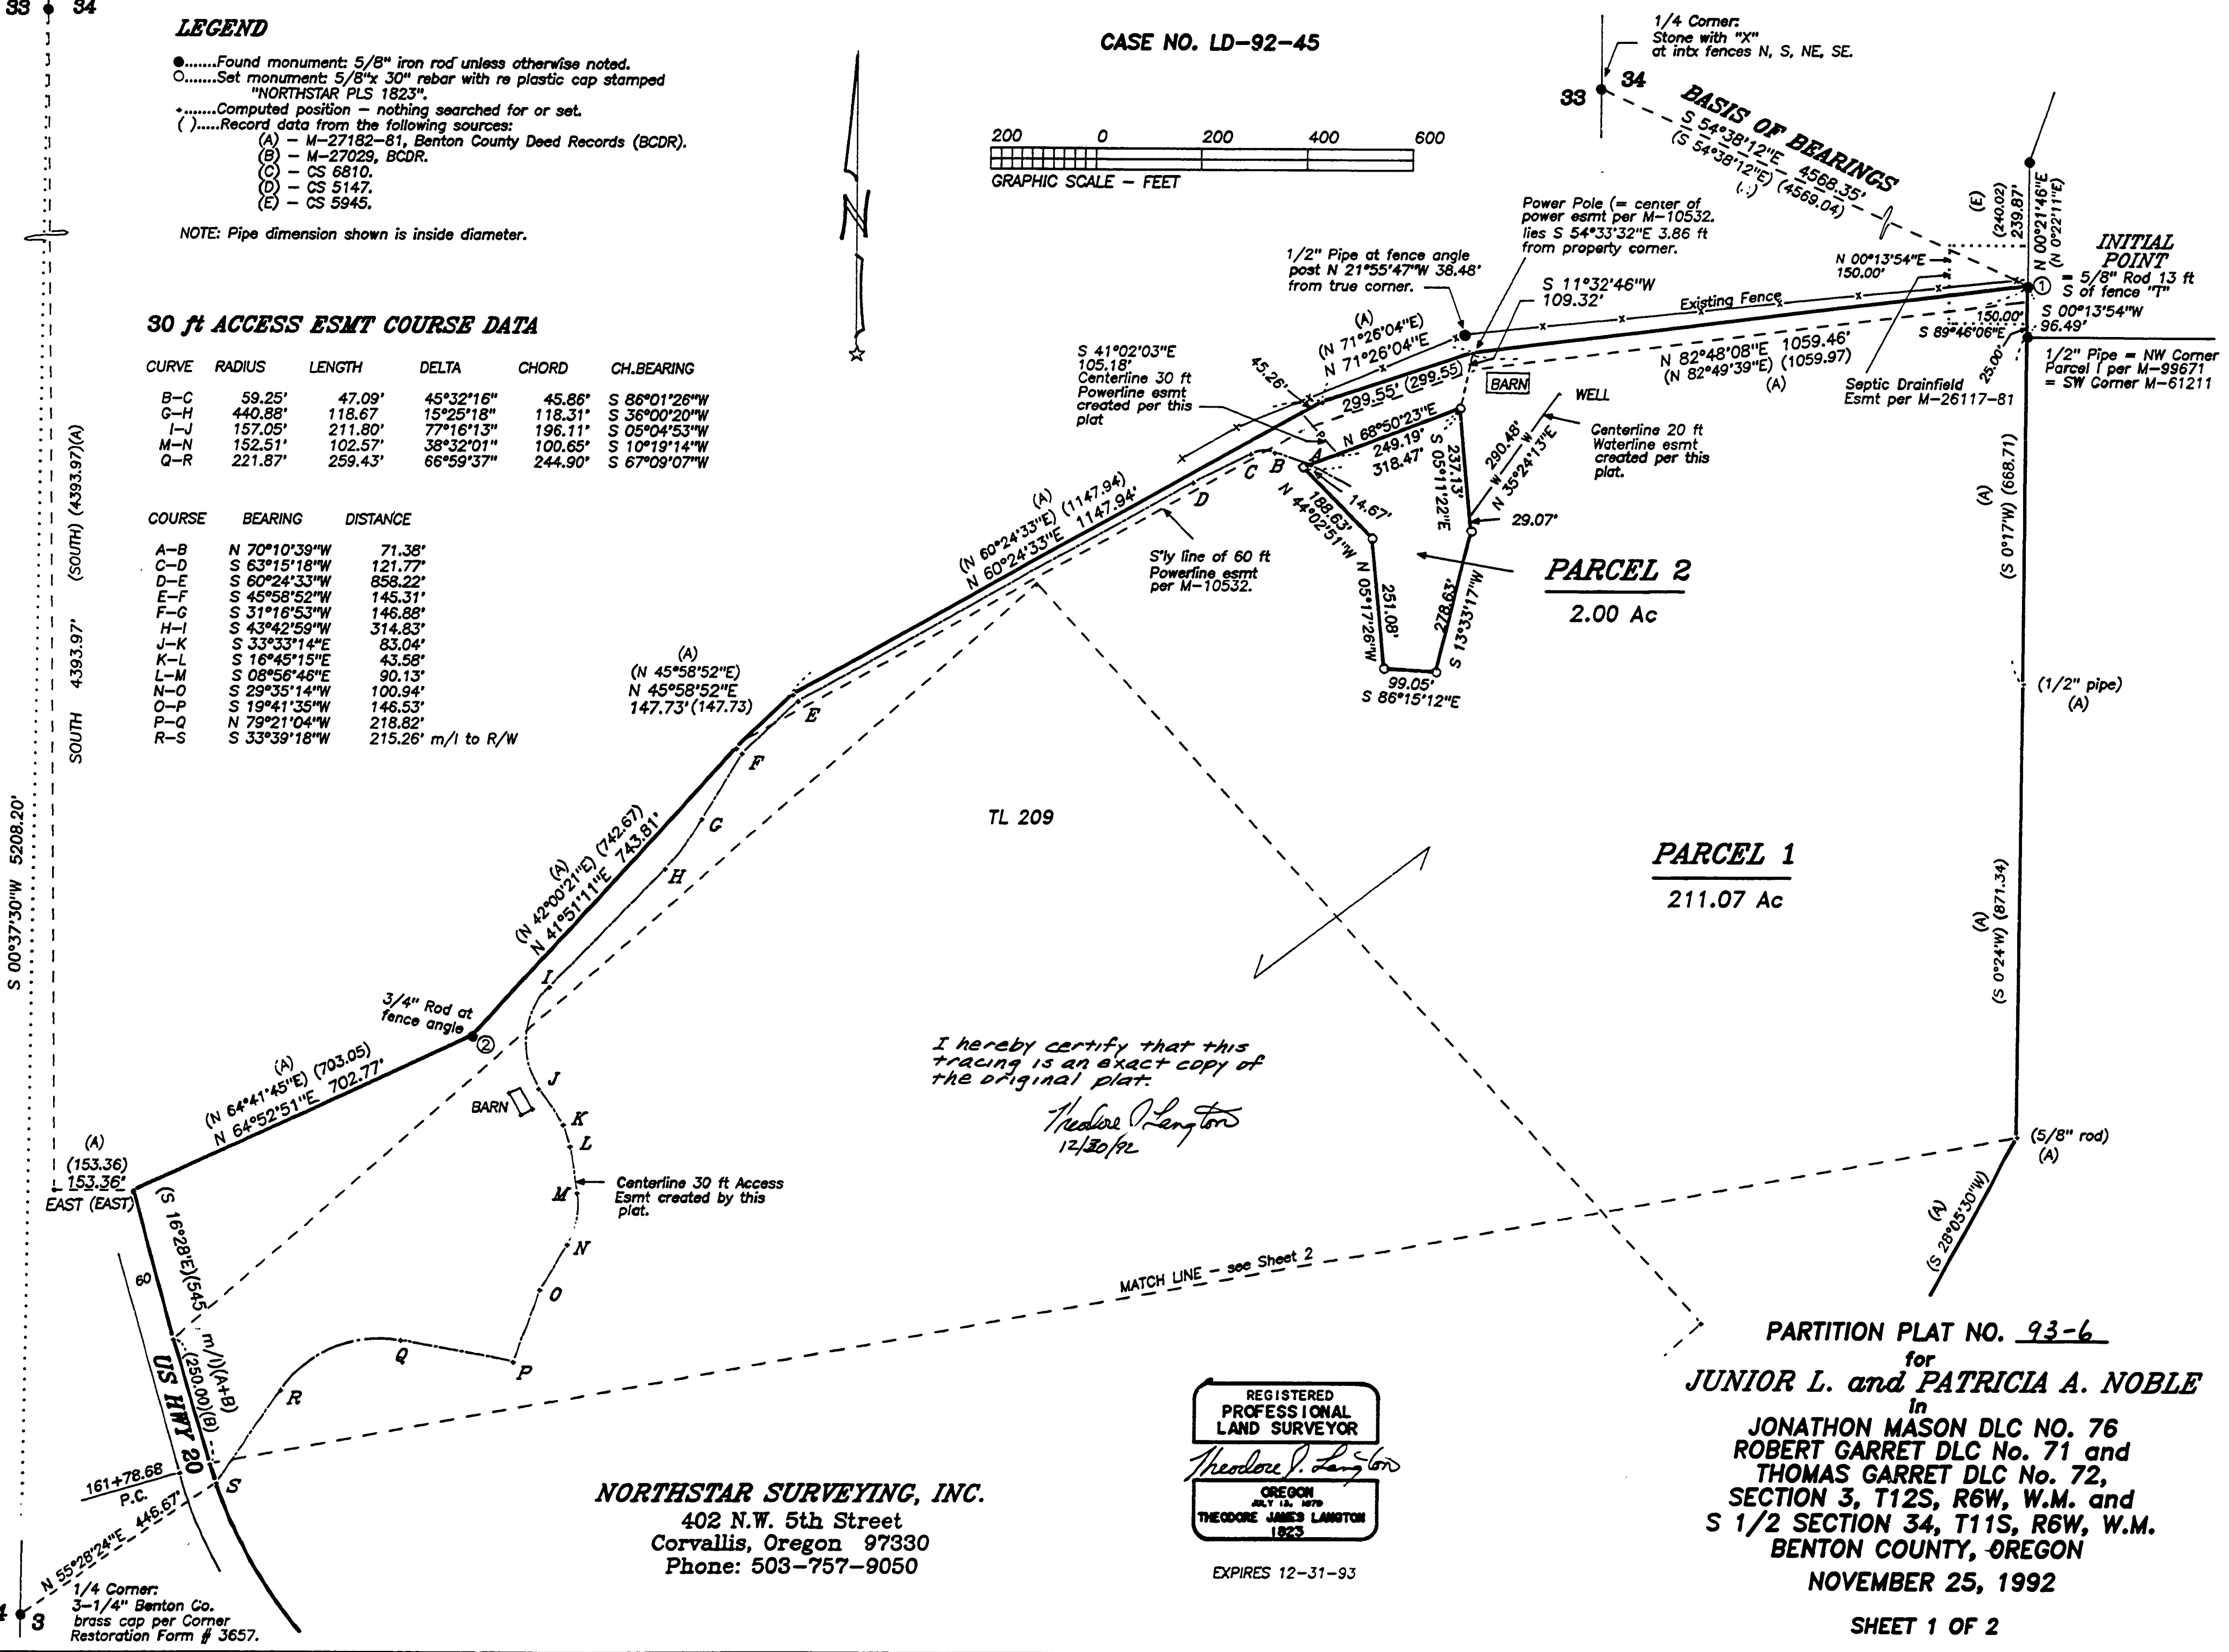 33 34
LEGEND
●.......Found monument: 5/8" iron rod unless otherwise noted.
○.......Set monument: 5/8"x 30" rebar with re plastic cap stamped
"NORTHSTAR PLS 1823".
.......Computed position – nothing searched for or set.
( ).....Record data from the following sources:
(A) – M-27182-81, Benton County Deed Records (BCDR).
(B) – M-27029, BCDR.
(C) – CS 6810.
(D) – CS 5147.
(E) – CS 5945.
NOTE: Pipe dimension shown is inside diameter.
30 ft ACCESS ESMT COURSE DATA
CURVE RADIUS LENGTH DELTA CHORD CH.BEARING
B-C 59.25' 47.09' 45°32'16" 45.86' S 86°01'26"W
G-H 440.88' 118.67 15°25'18" 118.31' S 36°00'20"W
I-J 157.05' 211.80' 77°16'13" 196.11' S 05°04'53"W
M-N 152.51' 102.57' 38°32'01" 100.65' S 10°19'14"W
Q-R 221.87' 259.43' 66°59'37" 244.90' S 67°09'07"W
COURSE BEARING DISTANCE
A-B N 70°10'39"W 71.38'
C-D S 63°15'18"W 121.77'
D-E S 60°24'33"W 858.22'
E-F S 45°58'52"W 145.31'
F-G S 31°16'53"W 146.88'
H-I S 43°42'59"W 314.83'
J-K S 33°33'14"E 83.04'
K-L S 16°45'15"E 43.58'
L-M S 08°56'46"E 90.13'
N-O S 29°35'14"W 100.94'
O-P S 19°41'35"W 146.53'
P-Q N 79°21'04"W 218.82'
R-S S 33°39'18"W 215.26' m/l to R/W
SOUTH 4393.97' (SOUTH) (4393.97)(A)
S 00°37'30"W 5208.20'
N
CASE NO. LD-92-45
200 0 200 400 600
GRAPHIC SCALE – FEET
1/4 Corner:
Stone with "X"
at intx fences N, S, NE, SE.
33 34
BASIS OF BEARINGS
S 54°38'12"E 4568.35'
(S 54°38'12"E) (4569.04)
(E)
(240.02)
239.87'
N 00°21'46"E
(N 0°22'11"E)
INITIAL
POINT
= 5/8" Rod 13 ft
S of fence "T"
1
N 00°13'54"E
150.00'
150.00'
S 89°46'06"E
25.00'
S 00°13'54"W
96.49'
1/2" Pipe = NW Corner
Parcel I per M-99671
= SW Corner M-61211
Power Pole (= center of
power esmt per M-10532.
lies S 54°33'32"E 3.86 ft
from property corner.
1/2" Pipe at fence angle
post N 21°55'47"W 38.48'
from true corner.
S 11°32'46"W
109.32'
Existing Fence
N 82°48'08"E 1059.46'
(N 82°49'39"E) (1059.97)
(A)
Septic Drainfield
Esmt per M-26117-81
(A)
(N 71°26'04"E)
N 71°26'04"E
299.55' (299.55)
45.26'
S 41°02'03"E
105.18'
Centerline 30 ft
Powerline esmt
created per this
plat
BARN
WELL
Centerline 20 ft
Waterline esmt
created per this
plat.
290.48'
W W
N 35°24'13"E
N 68°50'23"E
249.19'
318.47'
237.13'
S 05°11'22"E
29.07'
14.67'
188.63'
N 44°02'51"W
251.08'
N 05°17'26"W
278.63'
S 13°33'17"W
99.05'
S 86°15'12"E
PARCEL 2
2.00 Ac
A B C D
(A)
(N 60°24'33"E) (1147.94)
N 60°24'33"E 1147.94'
S'ly line of 60 ft
Powerline esmt
per M-10532.
(A)
(N 45°58'52"E)
N 45°58'52"E
147.73'(147.73)
E
F
G
H
I
J
K
L
M
N
O
P
Q
R
S
(A)
(N 42°00'21"E) (742.67)
N 41°51'11"E 743.81'
3/4" Rod at
fence angle
2
(A)
(N 64°41'45"E) (703.05)
N 64°52'51"E 702.77'
BARN
(A)
(153.36)
153.36'
EAST (EAST)
(S 16°28'E)(545 m/l)(A+B)
(250.00)(B)
60
US HWY 20
161+78.68
P.C.
N 55°28'24"E 446.67'
1/4 Corner:
3-1/4" Benton Co.
brass cap per Corner
Restoration Form # 3657.
4 3
Centerline 30 ft Access
Esmt created by this
plat.
TL 209
PARCEL 1
211.07 Ac
(A)
(S 0°17'W) (668.71)
(1/2" pipe)
(A)
(A)
(S 0°24'W) (871.34)
(5/8" rod)
(A)
(A)
(S 28°05'30"W)
I hereby certify that this
tracing is an exact copy of
the original plat.
Theodore J Langton
12/30/92
MATCH LINE – see Sheet 2
NORTHSTAR SURVEYING, INC.
402 N.W. 5th Street
Corvallis, Oregon 97330
Phone: 503-757-9050
REGISTERED
PROFESSIONAL
LAND SURVEYOR
Theodore J. Langton
OREGON
JULY 13, 1979
THEODORE JAMES LANGTON
1823
EXPIRES 12-31-93
PARTITION PLAT NO. 93-6
for
JUNIOR L. and PATRICIA A. NOBLE
in
JONATHON MASON DLC NO. 76
ROBERT GARRET DLC No. 71 and
THOMAS GARRET DLC No. 72,
SECTION 3, T12S, R6W, W.M. and
S 1/2 SECTION 34, T11S, R6W, W.M.
BENTON COUNTY, OREGON
NOVEMBER 25, 1992
SHEET 1 OF 2